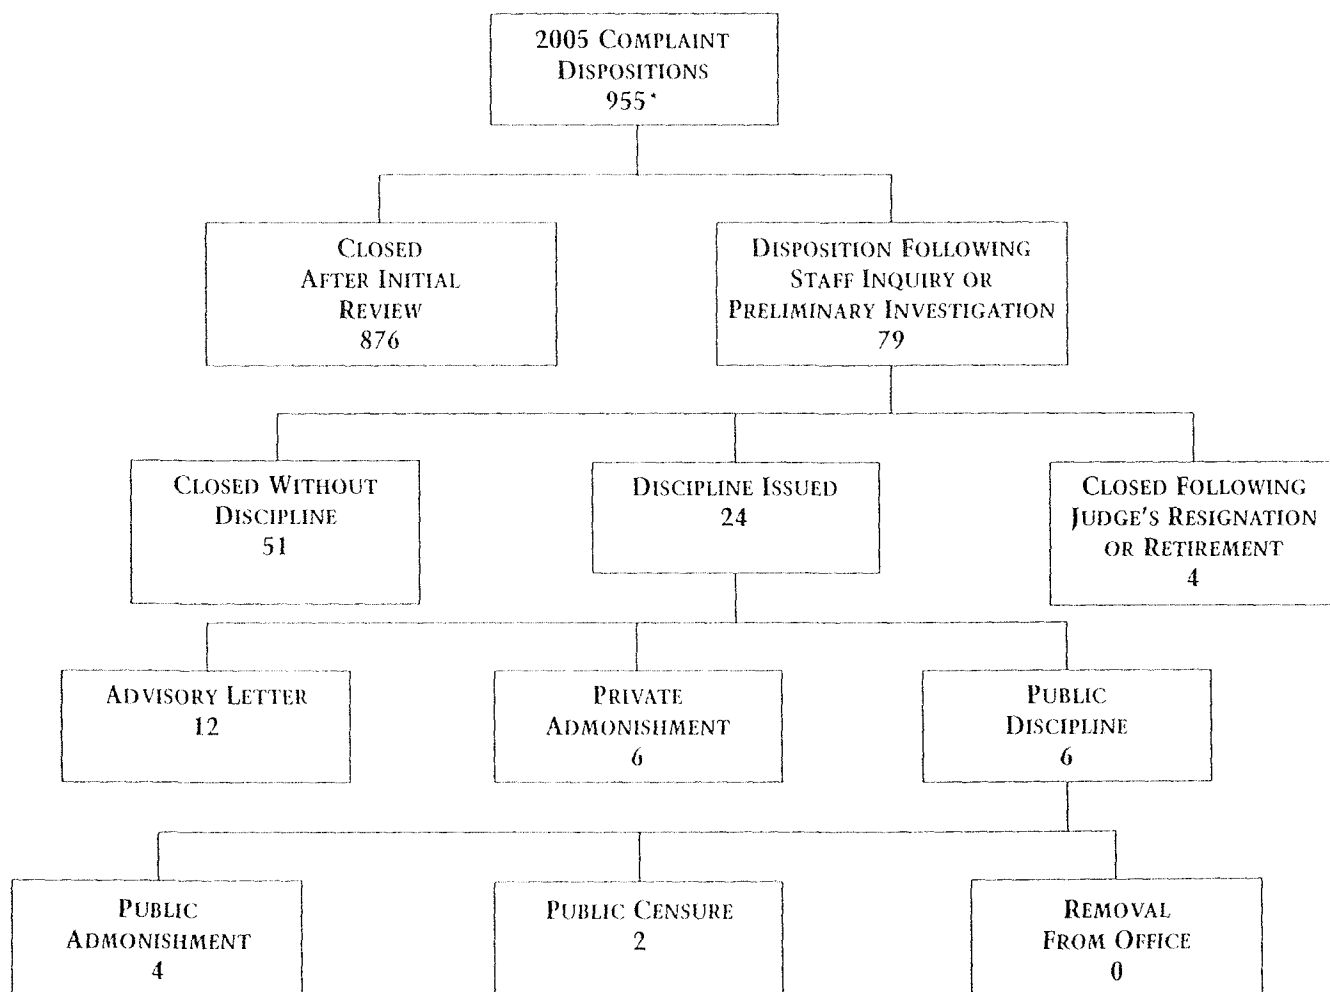 2005 COMPLAINT
DISPOSITIONS
955*
CLOSED
AFTER INITIAL
REVIEW
876
DISPOSITION FOLLOWING
STAFF INQUIRY OR
PRELIMINARY INVESTIGATION
79
CLOSED WITHOUT
DISCIPLINE
51
DISCIPLINE ISSUED
24
CLOSED FOLLOWING
JUDGE'S RESIGNATION
OR RETIREMENT
4
ADVISORY LETTER
12
PRIVATE
ADMONISHMENT
6
PUBLIC
DISCIPLINE
6
PUBLIC
ADMONISHMENT
4
PUBLIC CENSURE
2
REMOVAL
FROM OFFICE
0